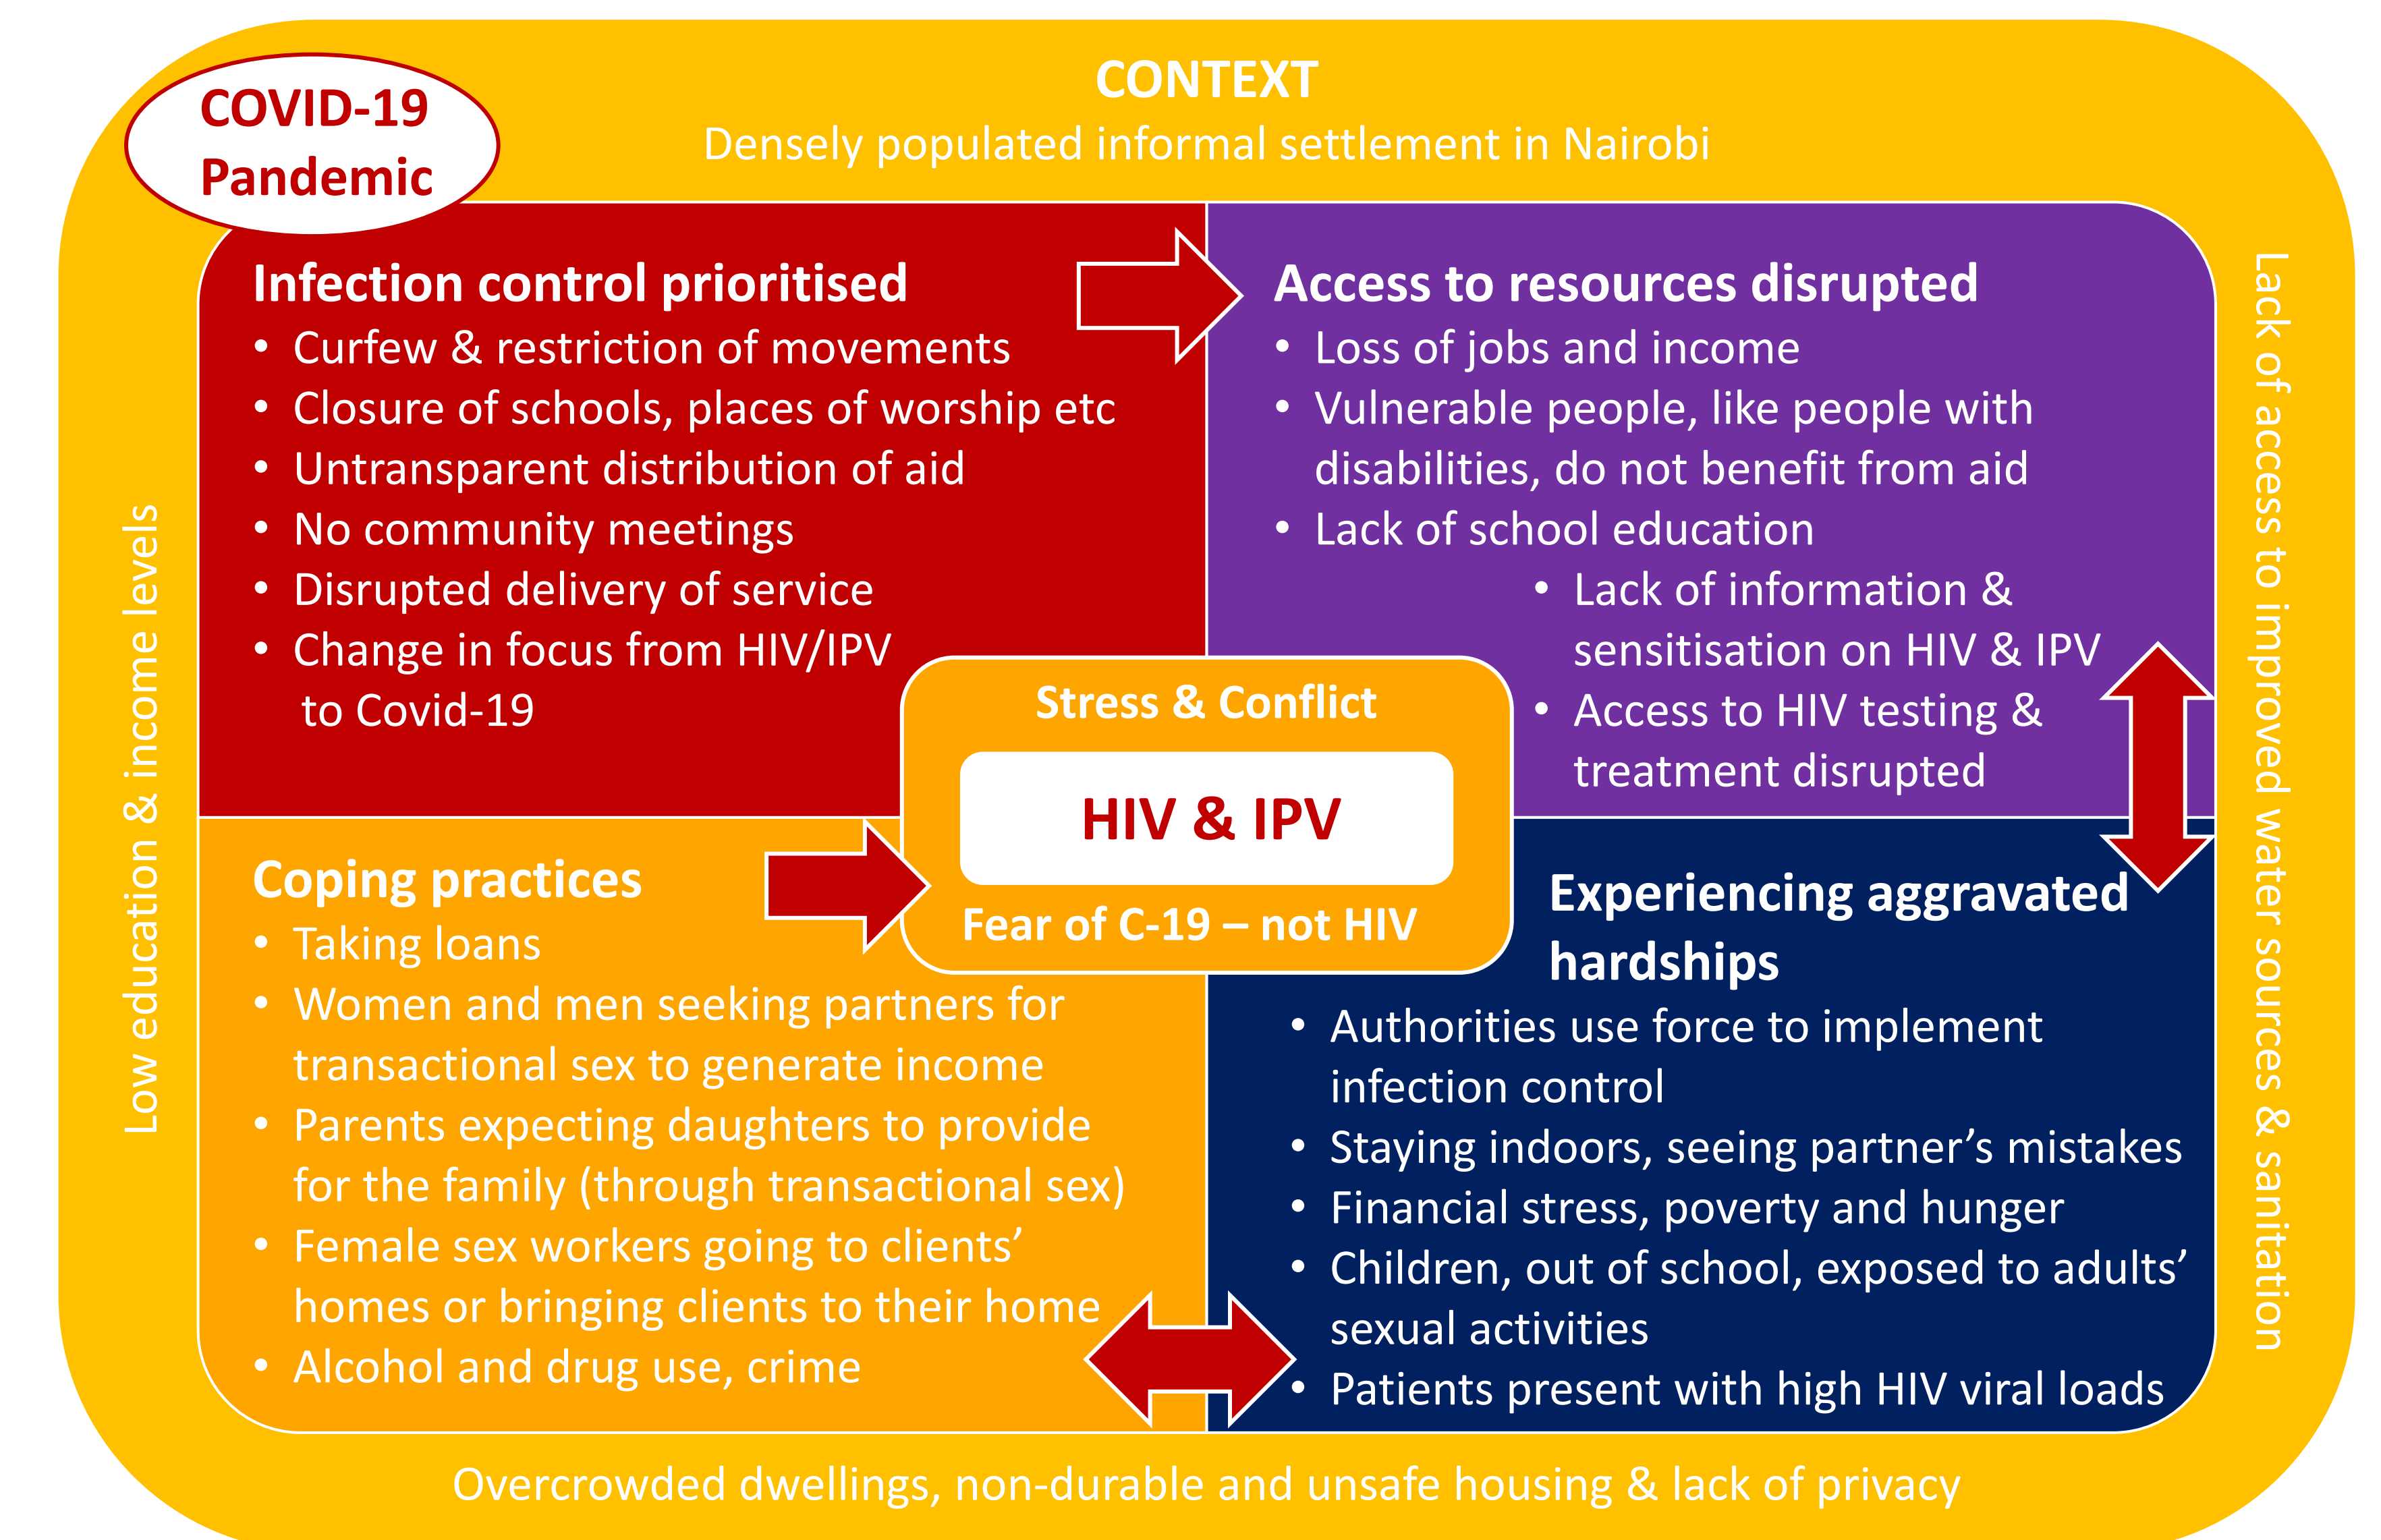 COVID-19
Pandemic
CONTEXT
Densely populated informal settlement in Nairobi
Low education & income levels
Infection control prioritised
• Curfew & restriction of movements
• Closure of schools, places of worship etc
• Untransparent distribution of aid
• No community meetings
• Disrupted delivery of service
• Change in focus from HIV/IPV
to Covid-19
Access to resources disrupted
• Loss of jobs and income
• Vulnerable people, like people with
disabilities, do not benefit from aid
• Lack of school education
• Lack of information &
sensitisation on HIV & IPV
• Access to HIV testing &
treatment disrupted
Stress & Conflict
HIV & IPV
Fear of C-19 – not HIV
Coping practices
• Taking loans
• Women and men seeking partners for
transactional sex to generate income
• Parents expecting daughters to provide
for the family (through transactional sex)
• Female sex workers going to clients’
homes or bringing clients to their home
• Alcohol and drug use, crime
Experiencing aggravated
hardships
• Authorities use force to implement
infection control
• Staying indoors, seeing partner’s mistakes
• Financial stress, poverty and hunger
• Children, out of school, exposed to adults’
sexual activities
• Patients present with high HIV viral loads
Lack of access to improved water sources & sanitation
Overcrowded dwellings, non-durable and unsafe housing & lack of privacy